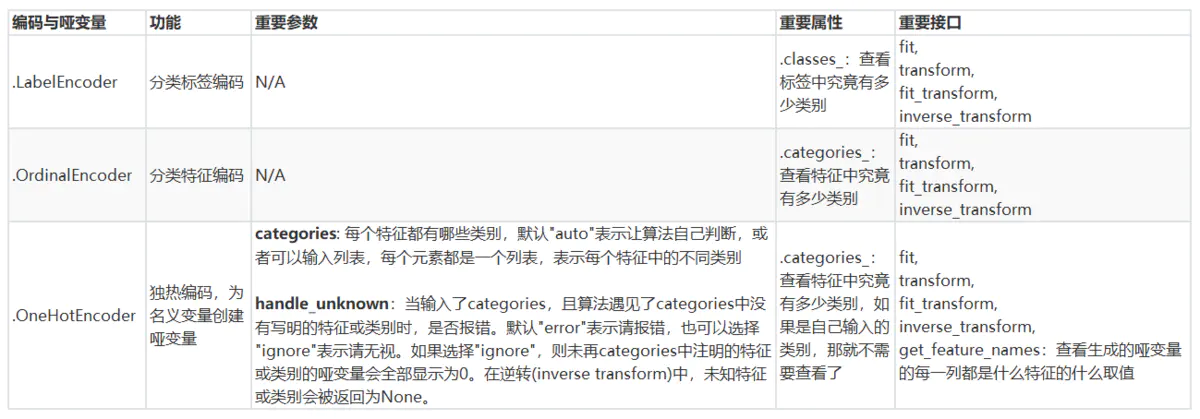 编码与哑变量 功能 重要参数 重要属性 重要接口
.LabelEncoder 分类标签编码 N/A
.classes_：查看
标签中究竟有多
少类别
fit,
transform,
fit_transform,
inverse_transform
.OrdinalEncoder 分类特征编码 N/A
.categories_：
查看特征中究竟
有多少类别
fit,
transform,
fit_transform,
inverse_transform
.OneHotEncoder
独热编码，为
名义变量创建
哑变量
categories: 每个特征都有哪些类别，默认"auto"表示让算法自己判断，或
者可以输入列表，每个元素都是一个列表，表示每个特征中的不同类别
handle_unknown：当输入了categories，且算法遇见了categories中没
有写明的特征或类别时，是否报错。默认"error"表示请报错，也可以选择
"ignore"表示请无视。如果选择"ignore"，则未再categories中注明的特征
或类别的哑变量会全部显示为0。在逆转(inverse transform)中，未知特征
或类别会被返回为None。
.categories_：
查看特征中究竟
有多少类别，如
果是自己输入的
类别，那就不需
要查看了
fit,
transform,
fit_transform,
inverse_transform,
get_feature_names：查看生成的哑变量
的每一列都是什么特征的什么取值